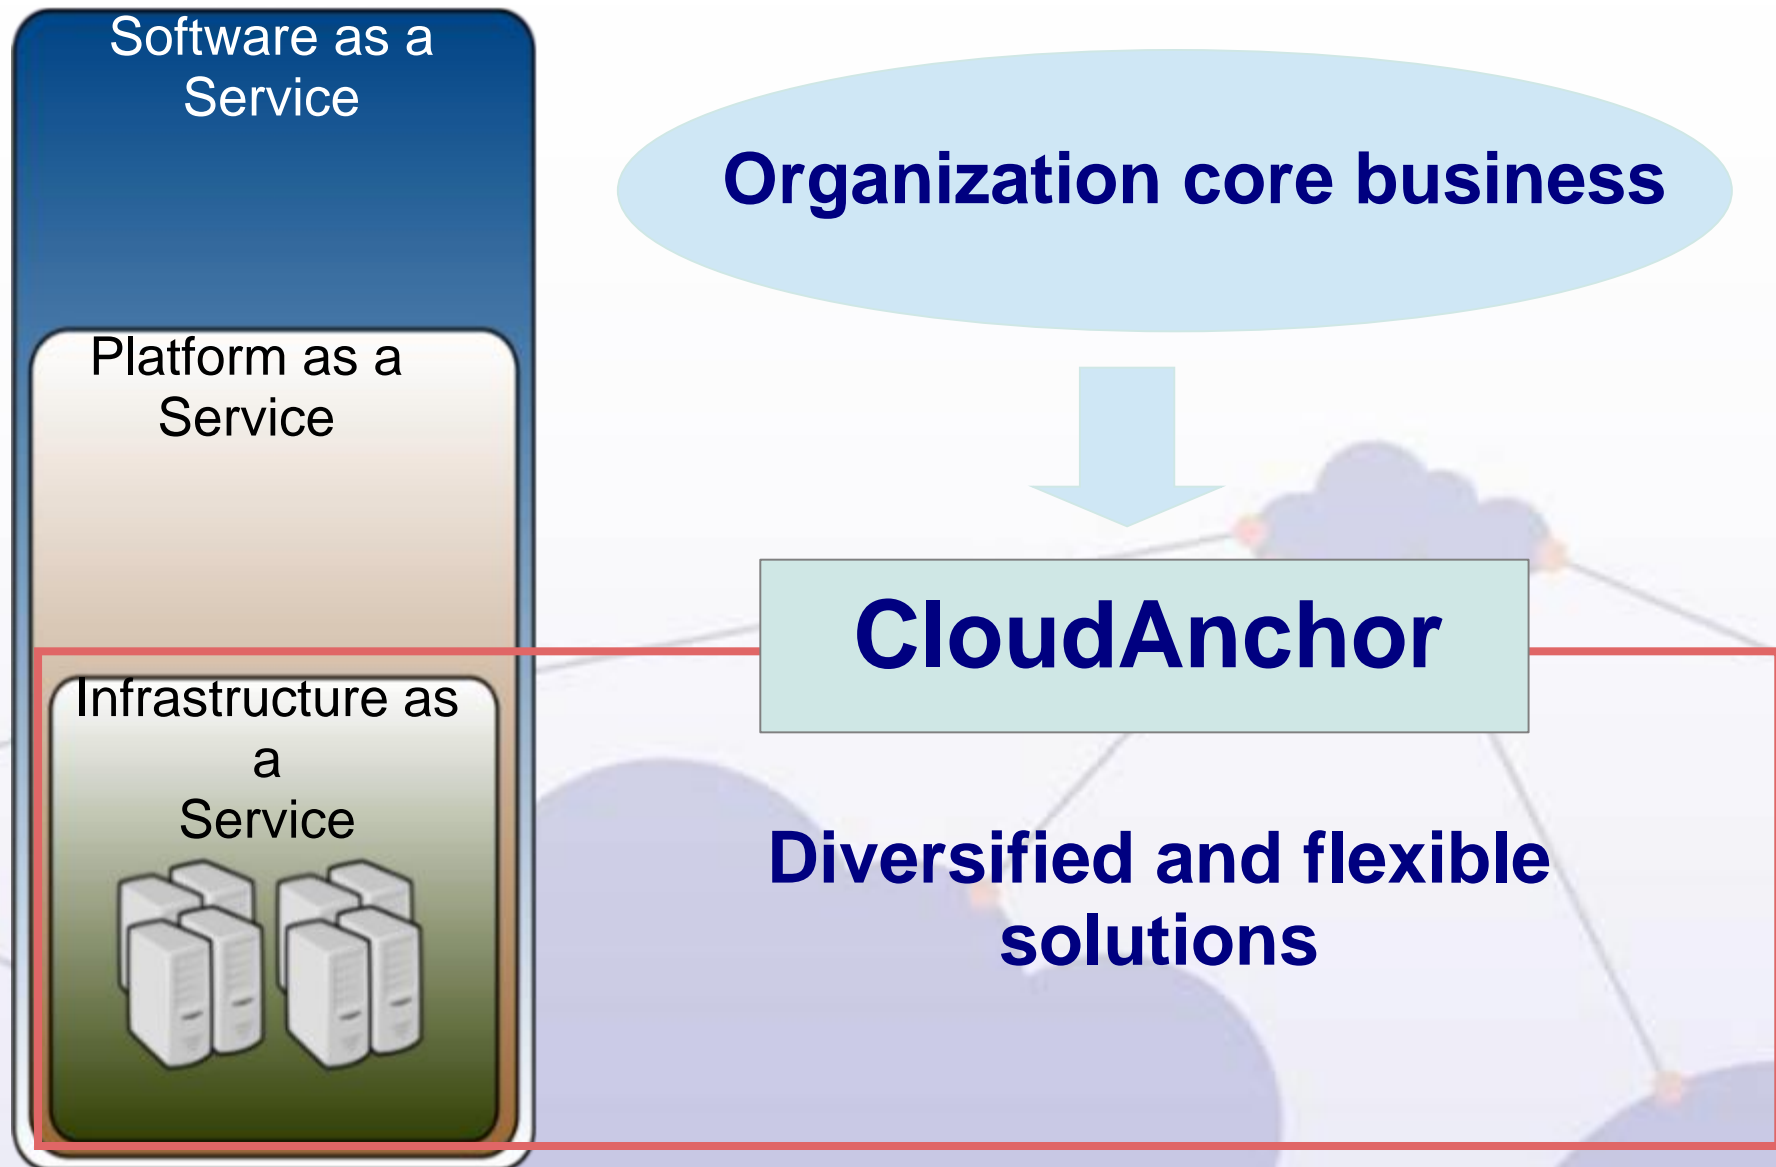 Software as a
Service
Organization core business
Platform as a
Service
CloudAnchor
Infrastructure as
a
Service
Diversified and flexible
solutions